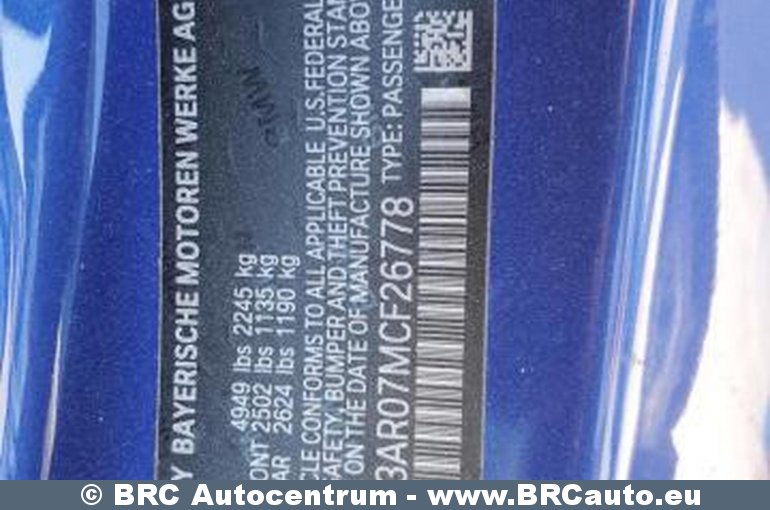 Y BAYERISCHE MOTOREN WERKE AG
4949 lbs 2245 kg
ONT 2502 lbs 1135 kg
AR 2624 lbs 1190 kg
CLE CONFORMS TO ALL APPLICABLE U.S. FEDERAL
AFETY, BUMPER AND THEFT PREVENTION STAN
ON THE DATE OF MANUFACTURE SHOWN ABO
3AR07MCF26778 TYPE: PASSENGE
© BRC Autocentrum - www.BRCauto.eu